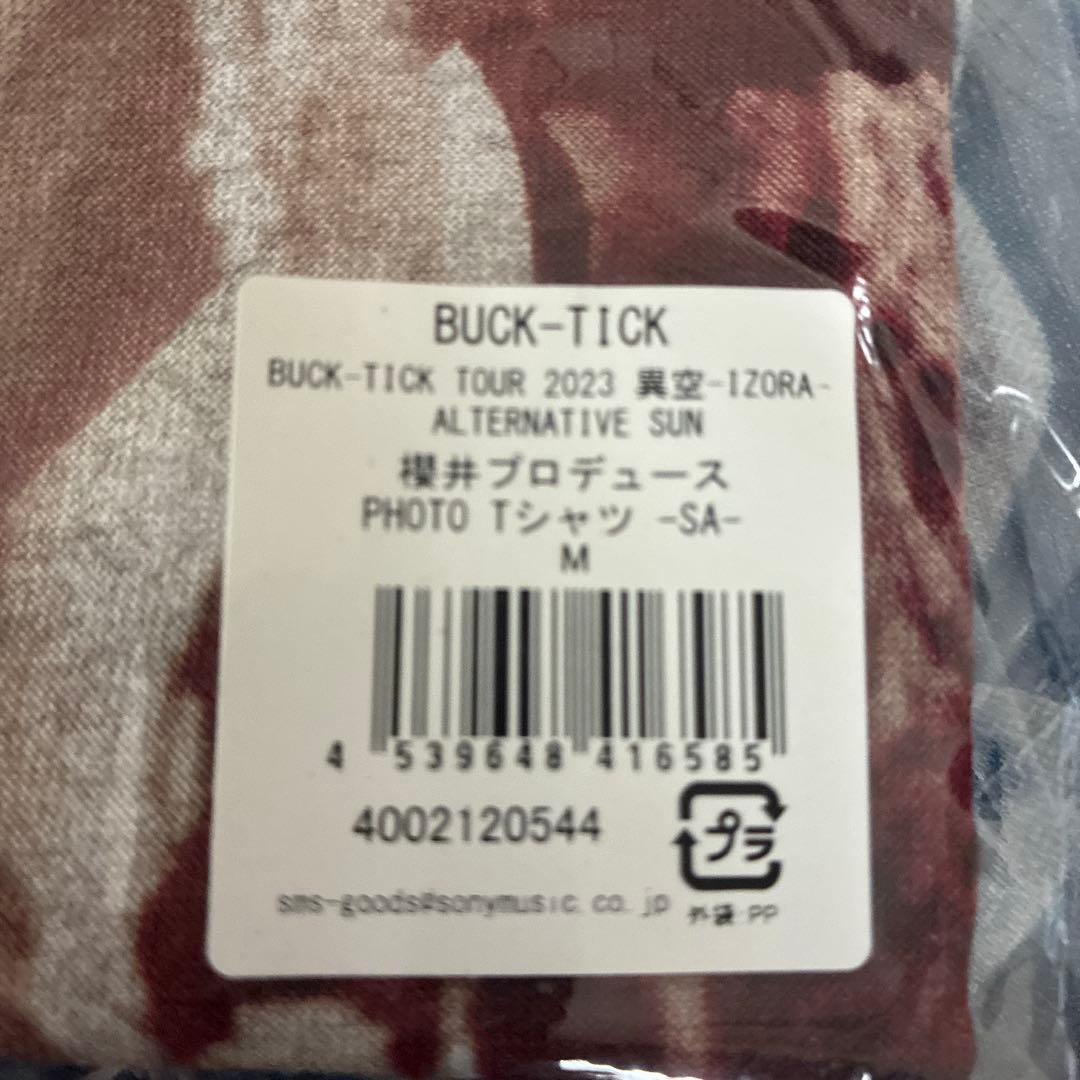 BUCK-TICK
BUCK-TICK TOUR 2023 異空-IZORA-
ALTERNATIVE SUN
櫻井プロデュース
PHOTO Tシャツ -SA-
M
4 539648 416585
4002120544
プラ
sms-goods@sonymusic.co.jp
外袋:PP